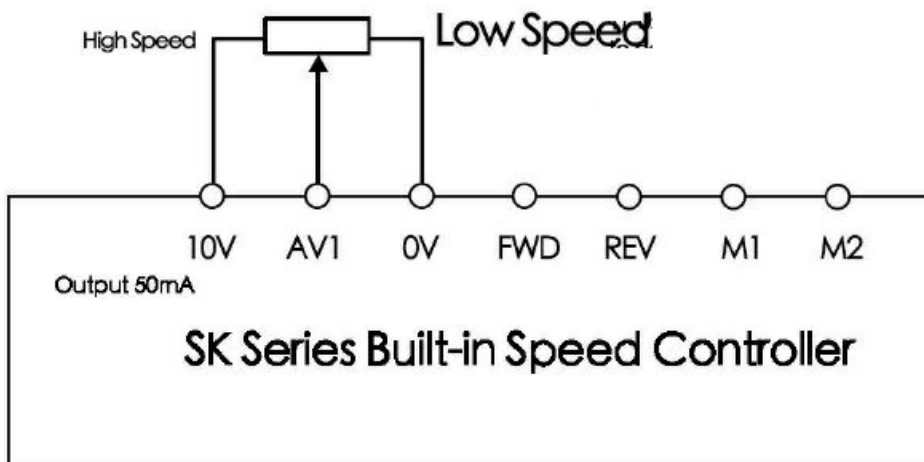 High Speed Low Speed
10V AV1 0V FWD REV M1 M2
Output 50mA
SK Series Built-in Speed Controller